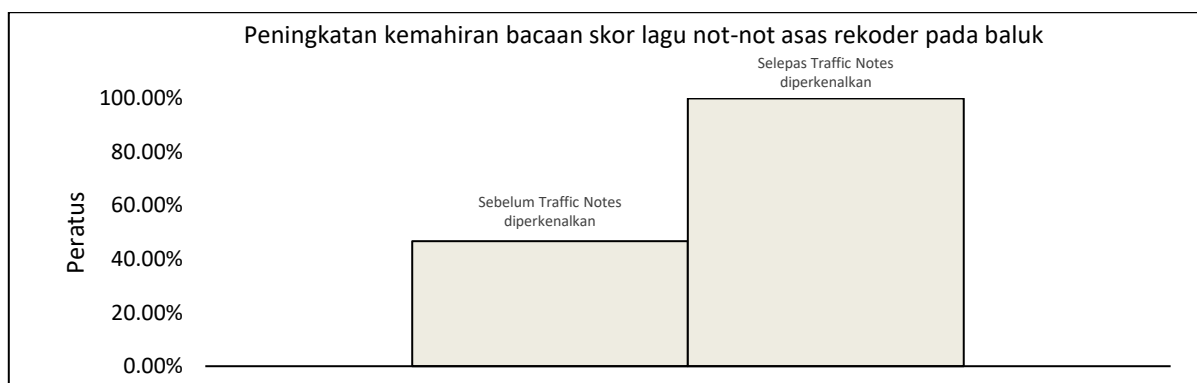 Peningkatan kemahiran bacaan skor lagu not-not asas rekoder pada baluk
Selepas Traffic Notes
diperkenalkan
100.00%
80.00%
Sebelum Traffic Notes
diperkenalkan
60.00%
40.00%
20.00%
0.00%
Peratus